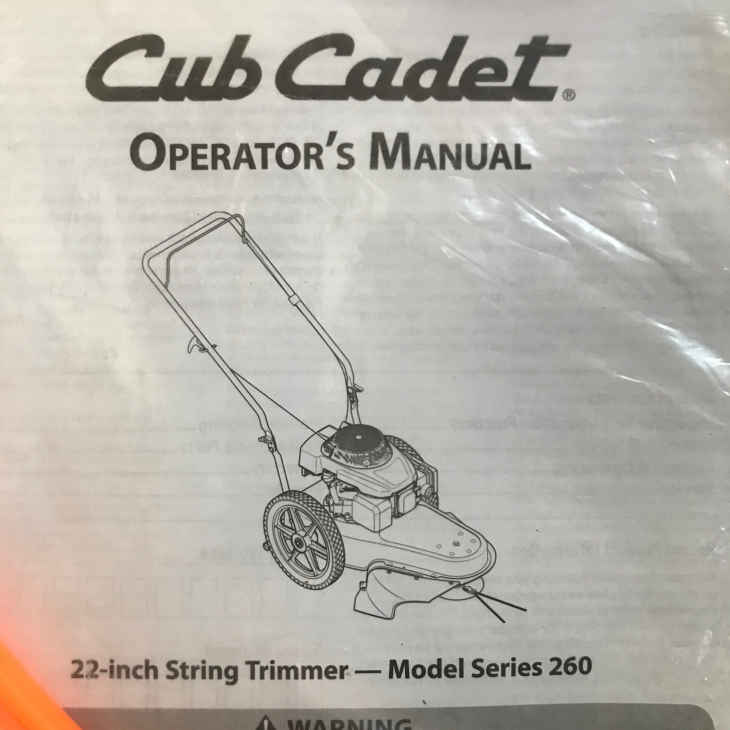 Cub Cadet®
OPERATOR'S MANUAL
22-inch String Trimmer — Model Series 260
⚠ WARNING